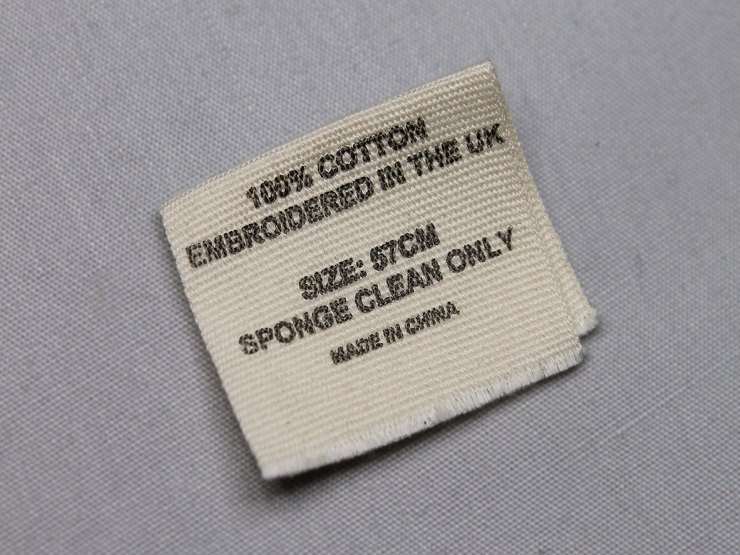 100% COTTON
EMBROIDERED IN THE UK
SIZE: 57CM
SPONGE CLEAN ONLY
MADE IN CHINA